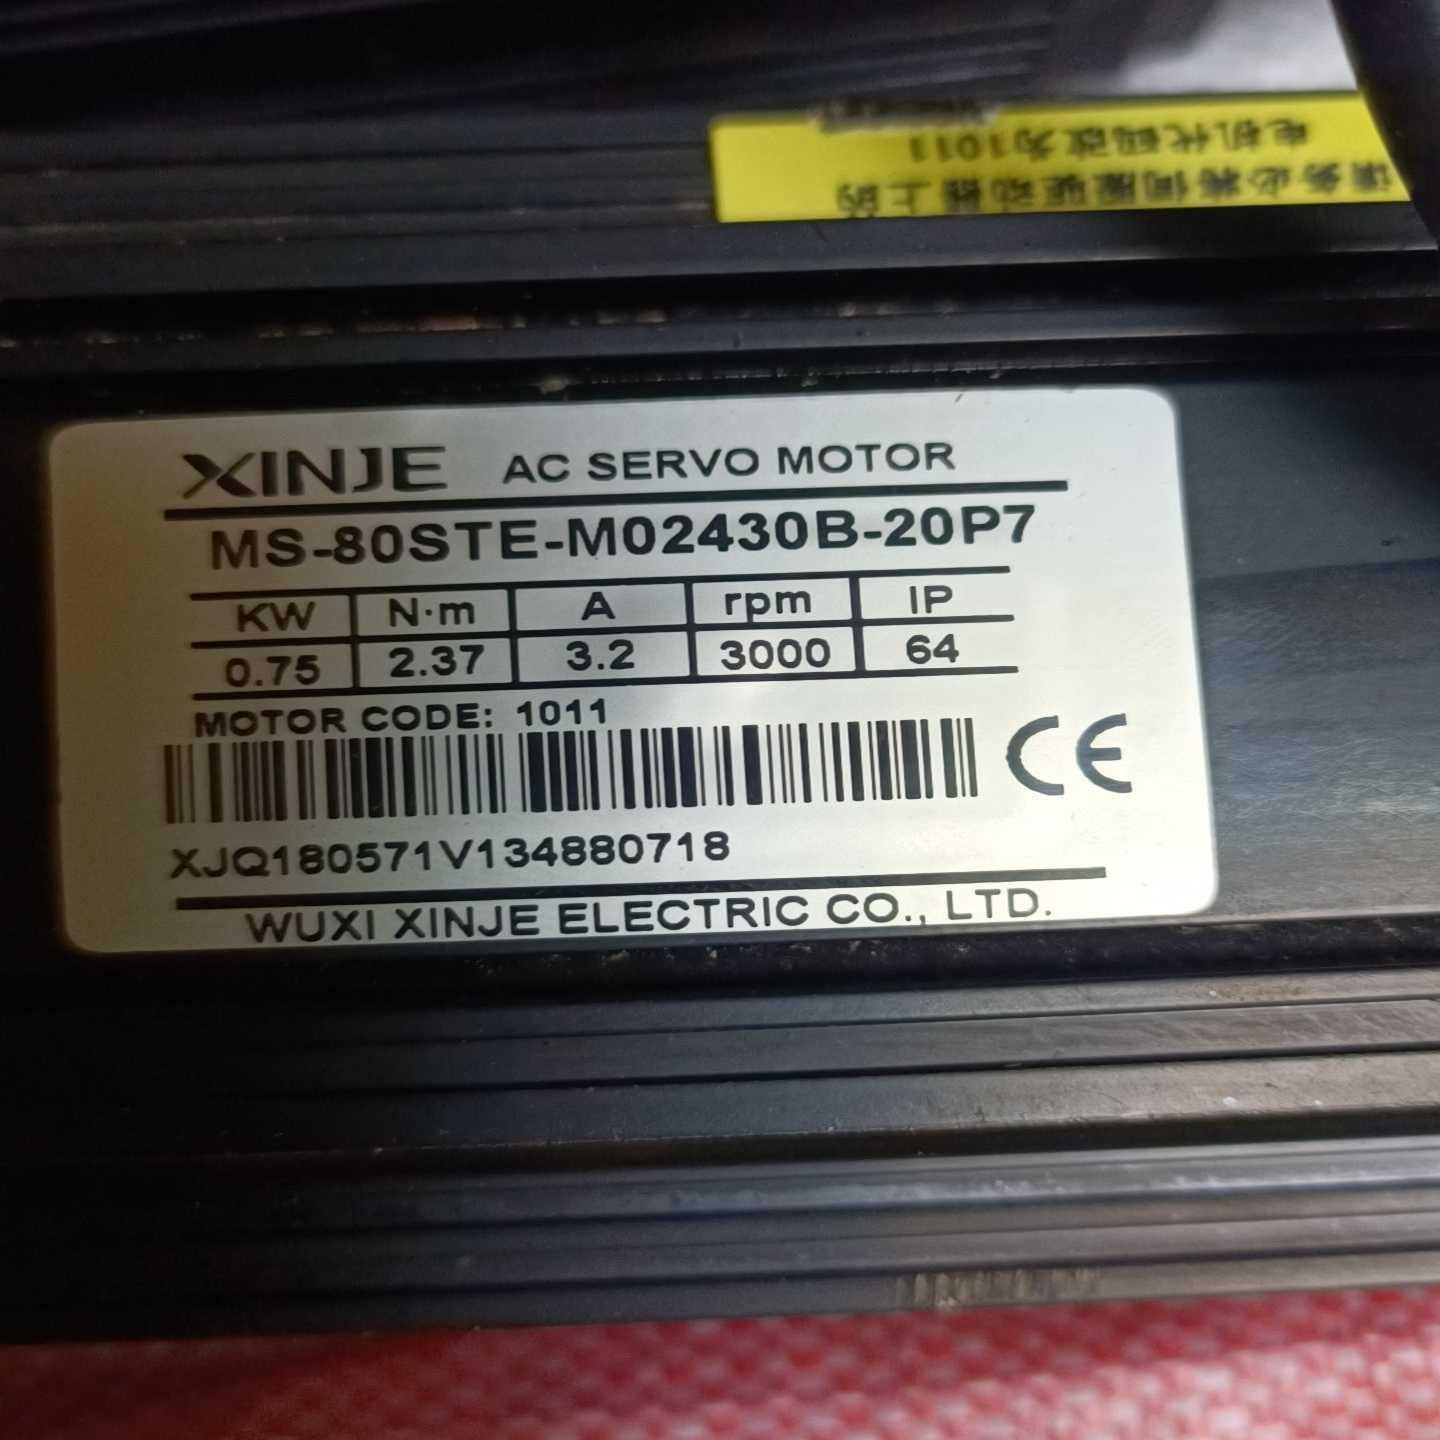 请务必将伺服驱动器上的
电机代码改为1011
XINJE AC SERVO MOTOR
MS-80STE-M02430B-20P7
KW N·m A rpm IP
0.75 2.37 3.2 3000 64
MOTOR CODE: 1011
CE
XJQ180571V134880718
WUXI XINJE ELECTRIC CO., LTD.